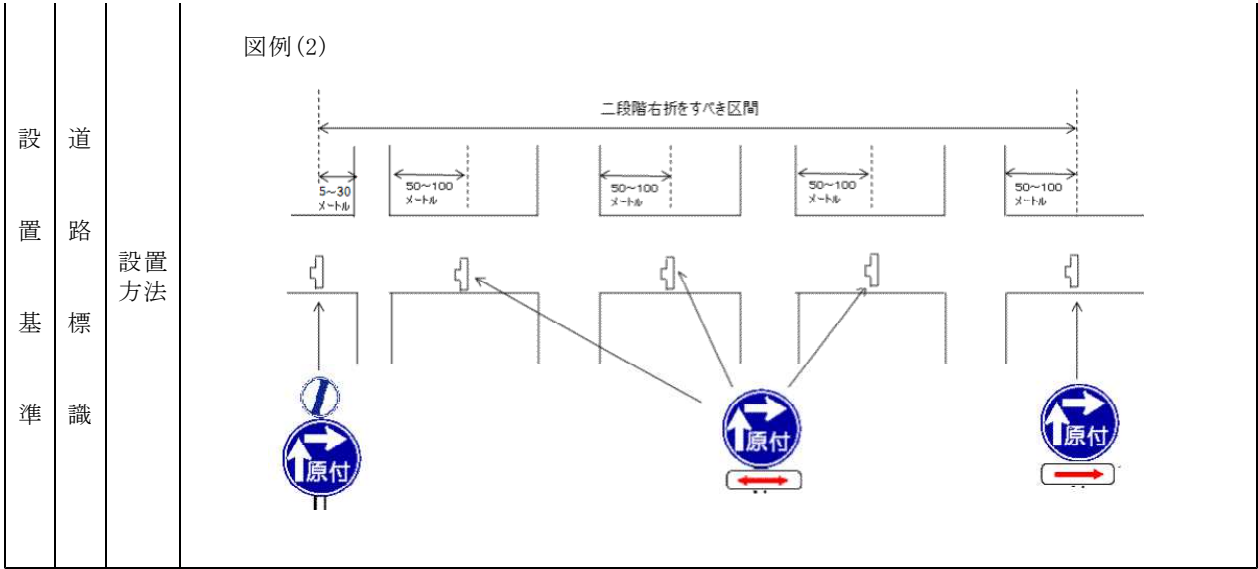 設置基準
道路標識
設置
方法
図例(2)
二段階右折をすべき区間
5～30
メートル
50～100
メートル
50～100
メートル
50～100
メートル
50～100
メートル
原付
原付
原付